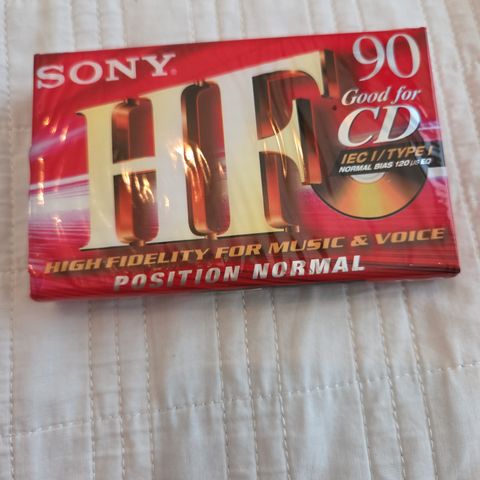 SONY®
90
Good for
CD
IEC I / TYPE I
NORMAL BIAS 120 µs EQ
HF
HIGH FIDELITY FOR MUSIC & VOICE
POSITION NORMAL